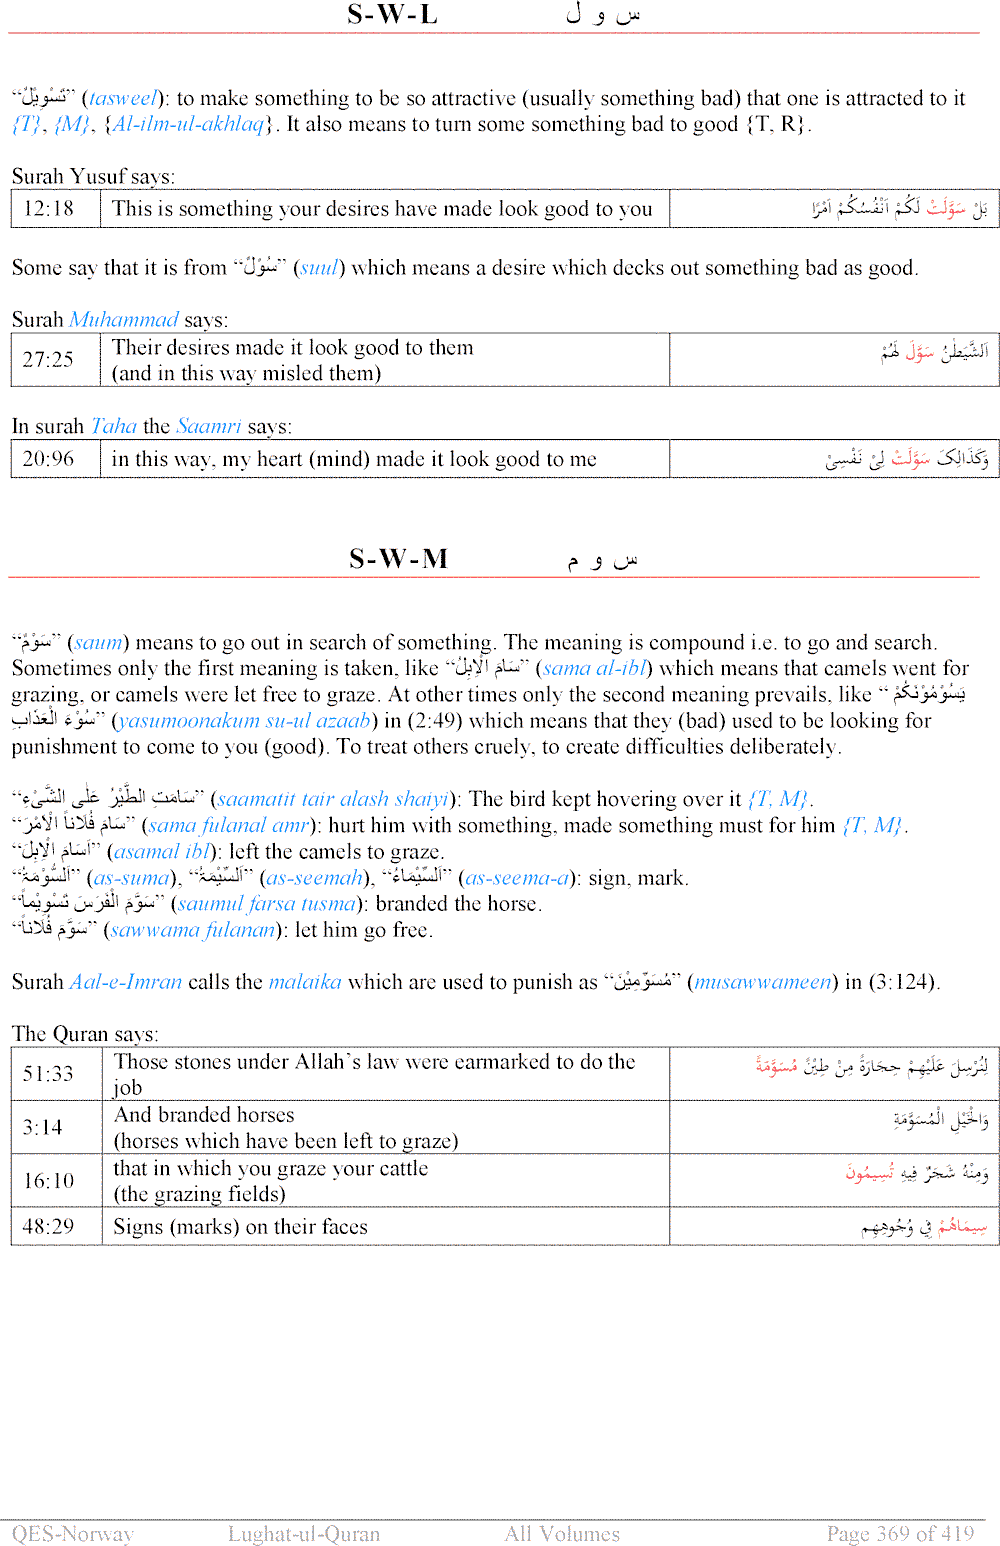 S-W-L س و ل
“تَسْوِيْلٌ” (tasweel): to make something to be so attractive (usually something bad) that one is attracted to it
{T}, {M}, {Al-ilm-ul-akhlaq}. It also means to turn some something bad to good {T, R}.
Surah Yusuf says:
12:18 This is something your desires have made look good to you بَلْ سَوَّلَتْ لَكُمْ اَنْفُسُكُمْ اَمْرًا
Some say that it is from “سُوْلٌ” (suul) which means a desire which decks out something bad as good.
Surah Muhammad says:
27:25 Their desires made it look good to them
(and in this way misled them) اَلشَّيْطٰنُ سَوَّلَ لَهُمْ
In surah Taha the Saamri says:
20:96 in this way, my heart (mind) made it look good to me وَكَذَالِکَ سَوَّلَتْ لِیْ نَفْسِیْ
S-W-M س و م
“سَوْمٌ” (saum) means to go out in search of something. The meaning is compound i.e. to go and search.
Sometimes only the first meaning is taken, like “سَامَ الْاِبِلُ” (sama al-ibl) which means that camels went for
grazing, or camels were let free to graze. At other times only the second meaning prevails, like “يَسُوْمُوْنَكُمْ
سُوْءَ الْعَذَابِ” (yasumoonakum su-ul azaab) in (2:49) which means that they (bad) used to be looking for
punishment to come to you (good). To treat others cruely, to create difficulties deliberately.
“سَامَتِ الطَّيْرُ عَلٰى الشَّیْءِ” (saamatit tair alash shaiyi): The bird kept hovering over it {T, M}.
“سَامَ فُلَاناً الْاَمْرَ” (sama fulanal amr): hurt him with something, made something must for him {T, M}.
“اَسَامَ الْاِبِلَ” (asamal ibl): left the camels to graze.
“اَلسُّوْمَۃُ” (as-suma), “اَلسِّيْمَۃُ” (as-seemah), “اَلسِّيْمَاءُ” (as-seema-a): sign, mark.
“سَوَّمَ الْفَرَسَ تَسْوِيْماً” (saumul farsa tusma): branded the horse.
“سَوَّمَ فُلَاناً” (sawwama fulanan): let him go free.
Surah Aal-e-Imran calls the malaika which are used to punish as “مُسَوِّمِيْنَ” (musawwameen) in (3:124).
The Quran says:
51:33 Those stones under Allah’s law were earmarked to do the
job لِنُرْسِلَ عَلَيْهِمْ حِجَارَةً مِنْ طِيْنٍ مُسَوَّمَةً
3:14 And branded horses
(horses which have been left to graze) وَالْخَيْلِ الْمُسَوَّمَةِ
16:10 that in which you graze your cattle
(the grazing fields) وَمِنْهُ شَجَرٌ فِيهِ تُسِيمُونَ
48:29 Signs (marks) on their faces سِيمَاهُمْ فِي وُجُوهِهِم
QES-Norway Lughat-ul-Quran All Volumes Page 369 of 419